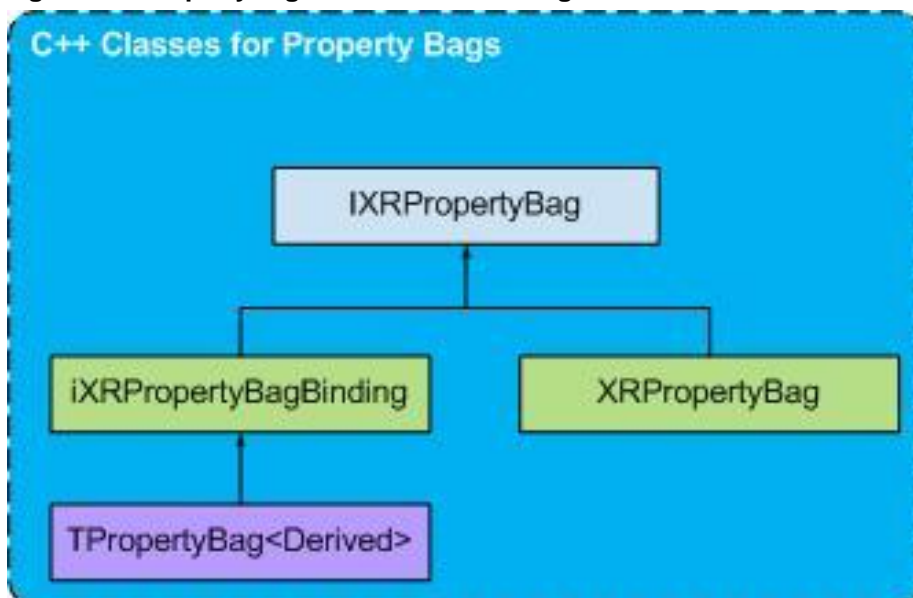 C++ Classes for Property Bags
IXRPropertyBag
iXRPropertyBagBinding
XRPropertyBag
TPropertyBag<Derived>